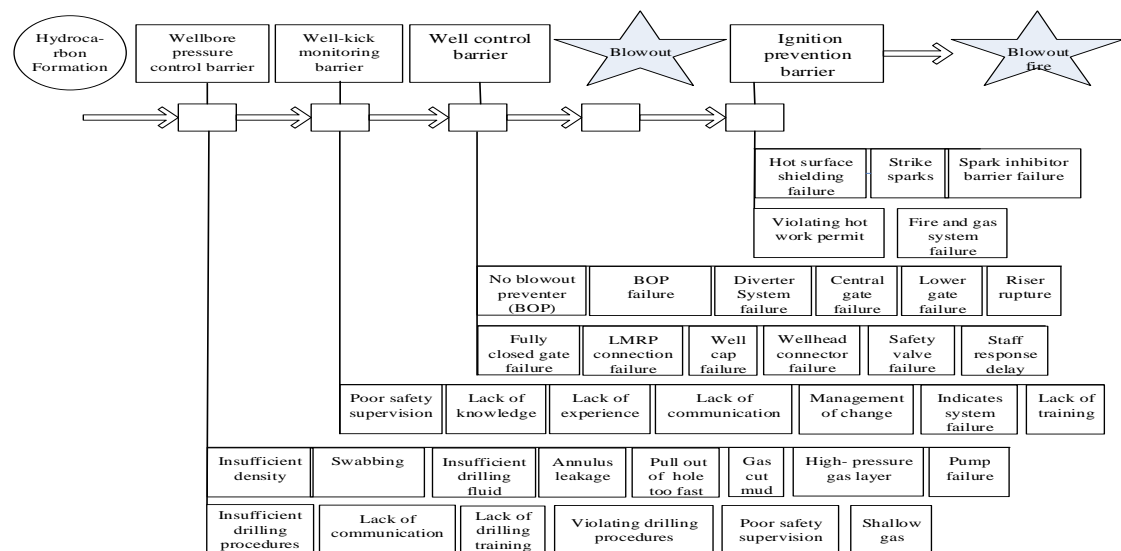 Hydroca-
rbon
Formation
Wellbore
pressure
control barrier
Well-kick
monitoring
barrier
Well control
barrier
Blowout
Ignition
prevention
barrier
Blowout
fire
Hot surface
shielding
failure
Strike
sparks
Spark inhibitor
barrier failure
Violating hot
work permit
Fire and gas
system
failure
No blowout
preventer
(BOP)
BOP
failure
Diverter
System
failure
Central
gate
failure
Lower
gate
failure
Riser
rupture
Fully
closed gate
failure
LMRP
connection
failure
Well
cap
failure
Wellhead
connector
failure
Safety
valve
failure
Staff
response
delay
Poor safety
supervision
Lack of
knowledge
Lack of
experience
Lack of
communication
Management
of change
Indicates
system
failure
Lack of
training
Insufficient
density
Swabbing
Insufficient
drilling
fluid
Annulus
leakage
Pull out
of hole
too fast
Gas
cut
mud
High- pressure
gas layer
Pump
failure
Insufficient
drilling
procedures
Lack of
communication
Lack of
drilling
training
Violating drilling
procedures
Poor safety
supervision
Shallow
gas